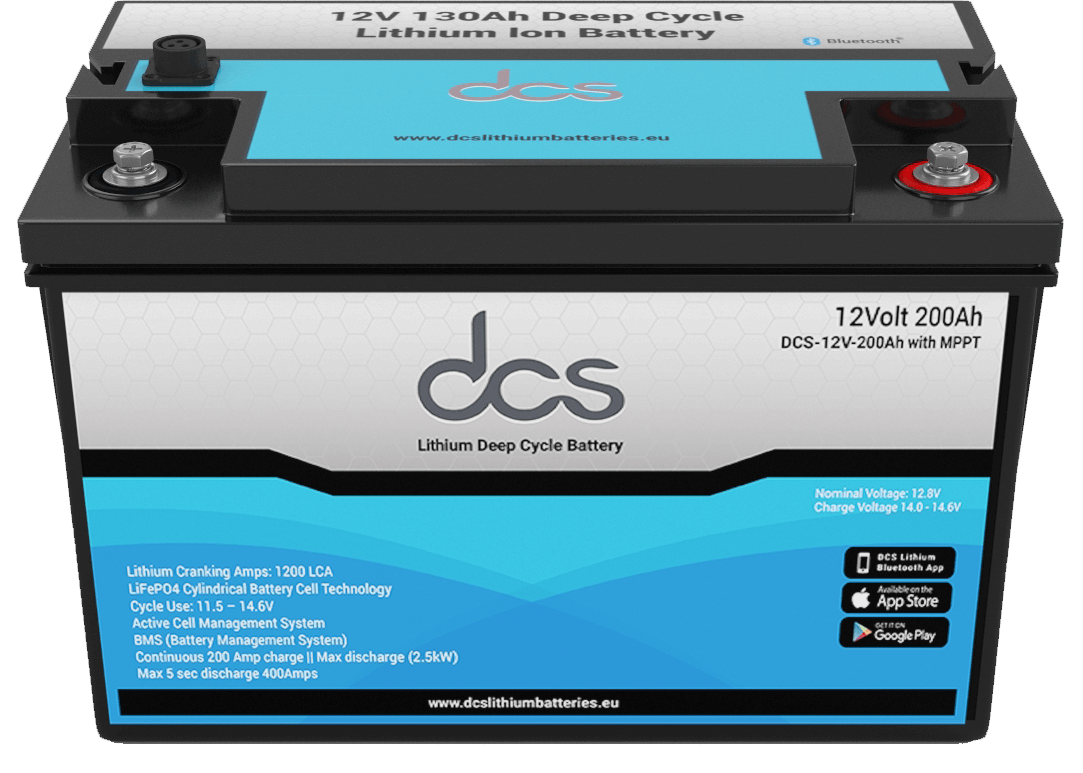 12V 130Ah Deep Cycle
Lithium Ion Battery
Bluetooth®
dcs
www.dcslithiumbatteries.eu
12Volt 200Ah
DCS-12V-200Ah with MPPT
dcs
Lithium Deep Cycle Battery
Nominal Voltage: 12.8V
Charge Voltage 14.0 - 14.6V
DCS Lithium
Bluetooth App
Available on the
App Store
GET IT ON
Google Play
Lithium Cranking Amps: 1200 LCA
LiFePO4 Cylindrical Battery Cell Technology
Cycle Use: 11.5 – 14.6V
Active Cell Management System
BMS (Battery Management System)
Continuous 200 Amp charge || Max discharge (2.5kW)
Max 5 sec discharge 400Amps
www.dcslithiumbatteries.eu